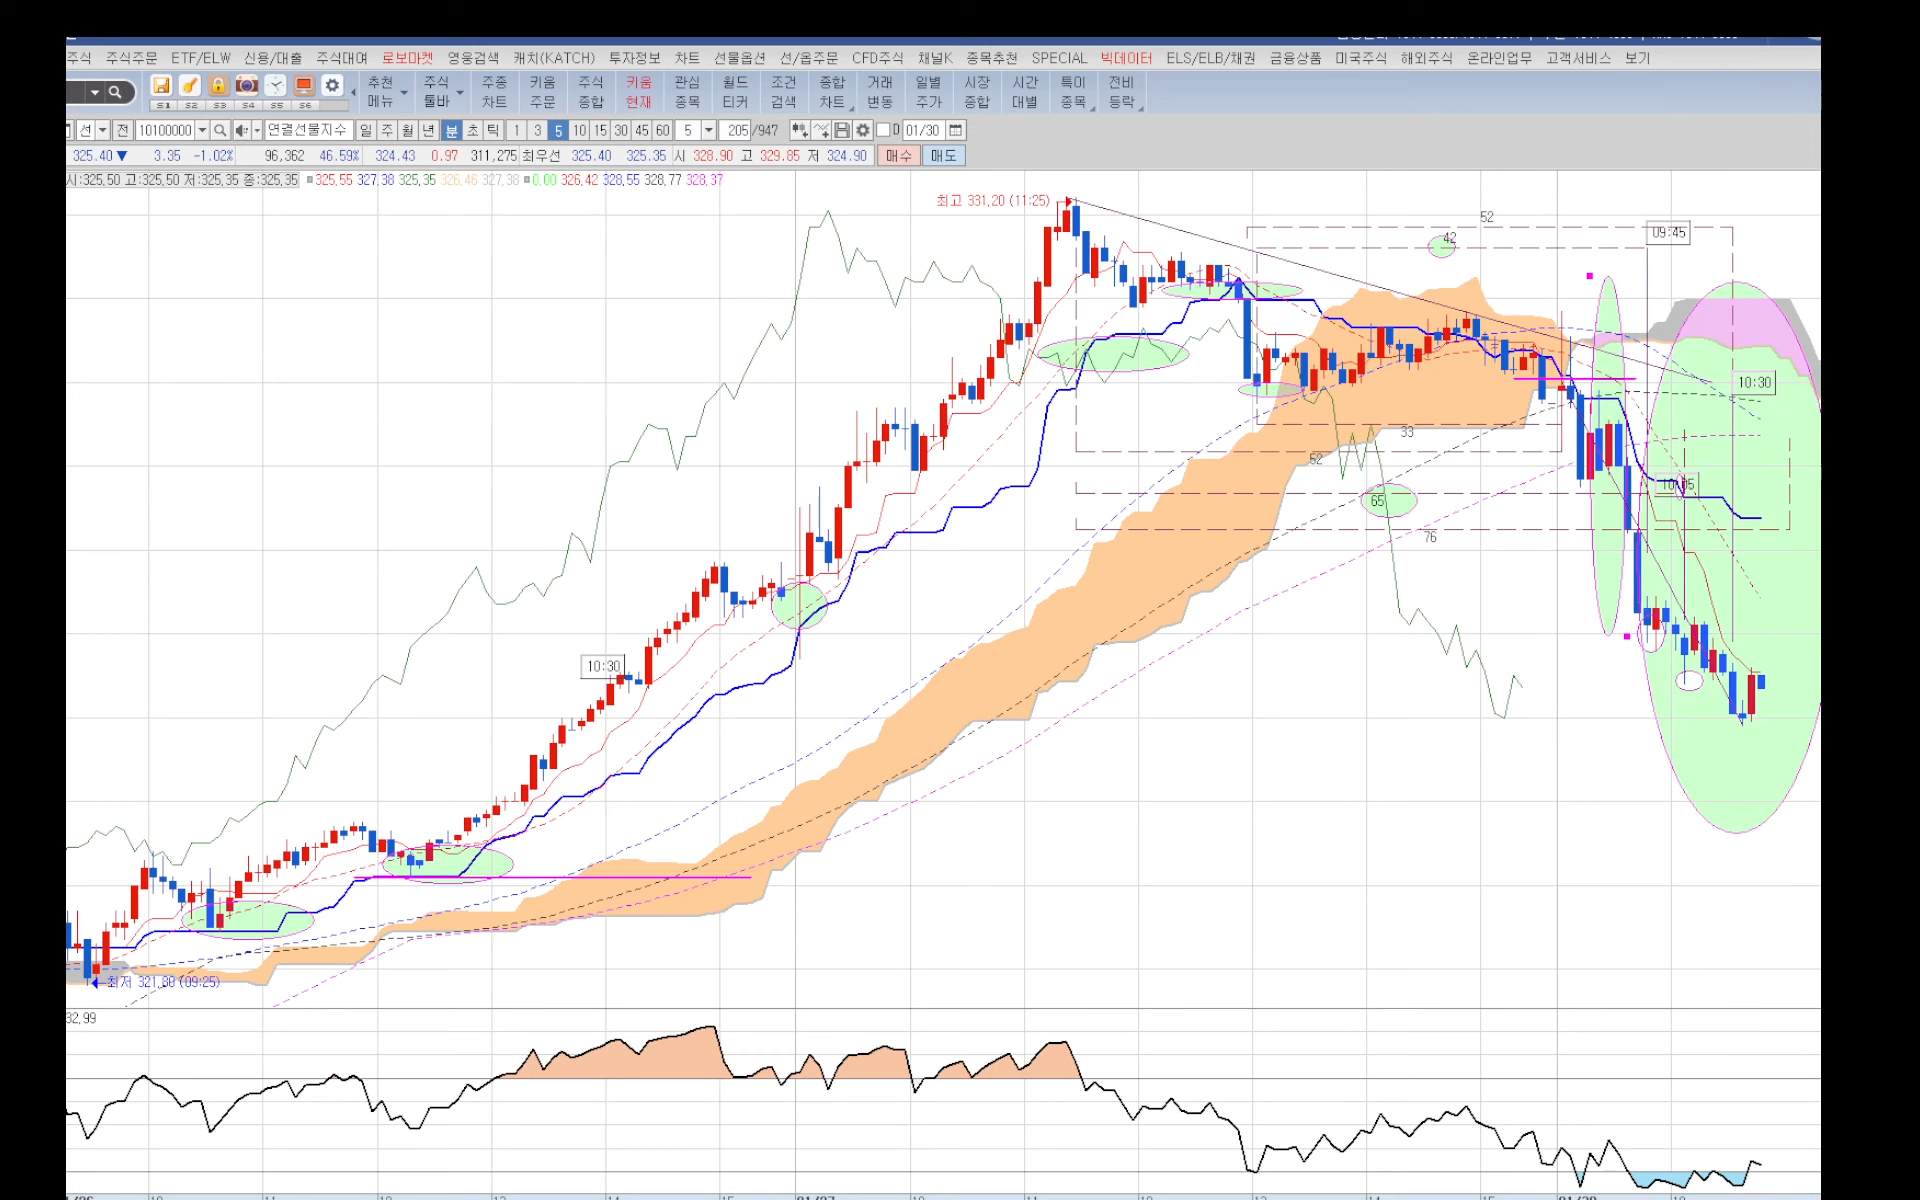 주식 주식주문 ETF/ELW 신용/대출 주식대여 로보마켓 영웅검색 캐치(KATCH) 투자정보 차트 선물옵션 선/옵주문 CFD주식 채널K 종목추천 SPECIAL 빅데이터 ELS/ELB/채권 금융상품 미국주식 해외주식 온라인업무 고객서비스 보기
추천 주식 주종 키움 주식 키움 관심 월드 조건 종합 거래 일별 시장 시간 특이 전비
S1 S2 S3 S4 S5 S6 메뉴 툴바 차트 주문 종합 현재 종목 티커 검색 차트 변동 주가 종합 대별 종목 등락
선 전 10100000 연결선물지수 일 주 월 년 분 초 틱 1 3 5 10 15 30 45 60 5 205 /947 D 01/30
325.40 ▼ 3.35 -1.02% 96,362 46.59% 324.43 0.97 311,275 최우선 325.40 325.35 시 328.90 고 329.85 저 324.90 매수 매도
시:325.50 고:325.50 저:325.35 종:325.35 325.55 327.38 325.35 326.46 327.38 0.00 326.42 328.55 328.77 328.37
최고 331.20 (11:25)
52
09:45
42
10:30
33
52
65
76
10:30
최저 321.80 (09:25)
32.99